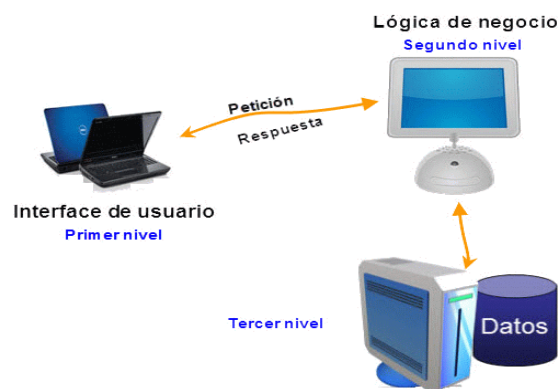 Lógica de negocio
Segundo nivel
Petición
Respuesta
Interface de usuario
Primer nivel
Tercer nivel
Datos